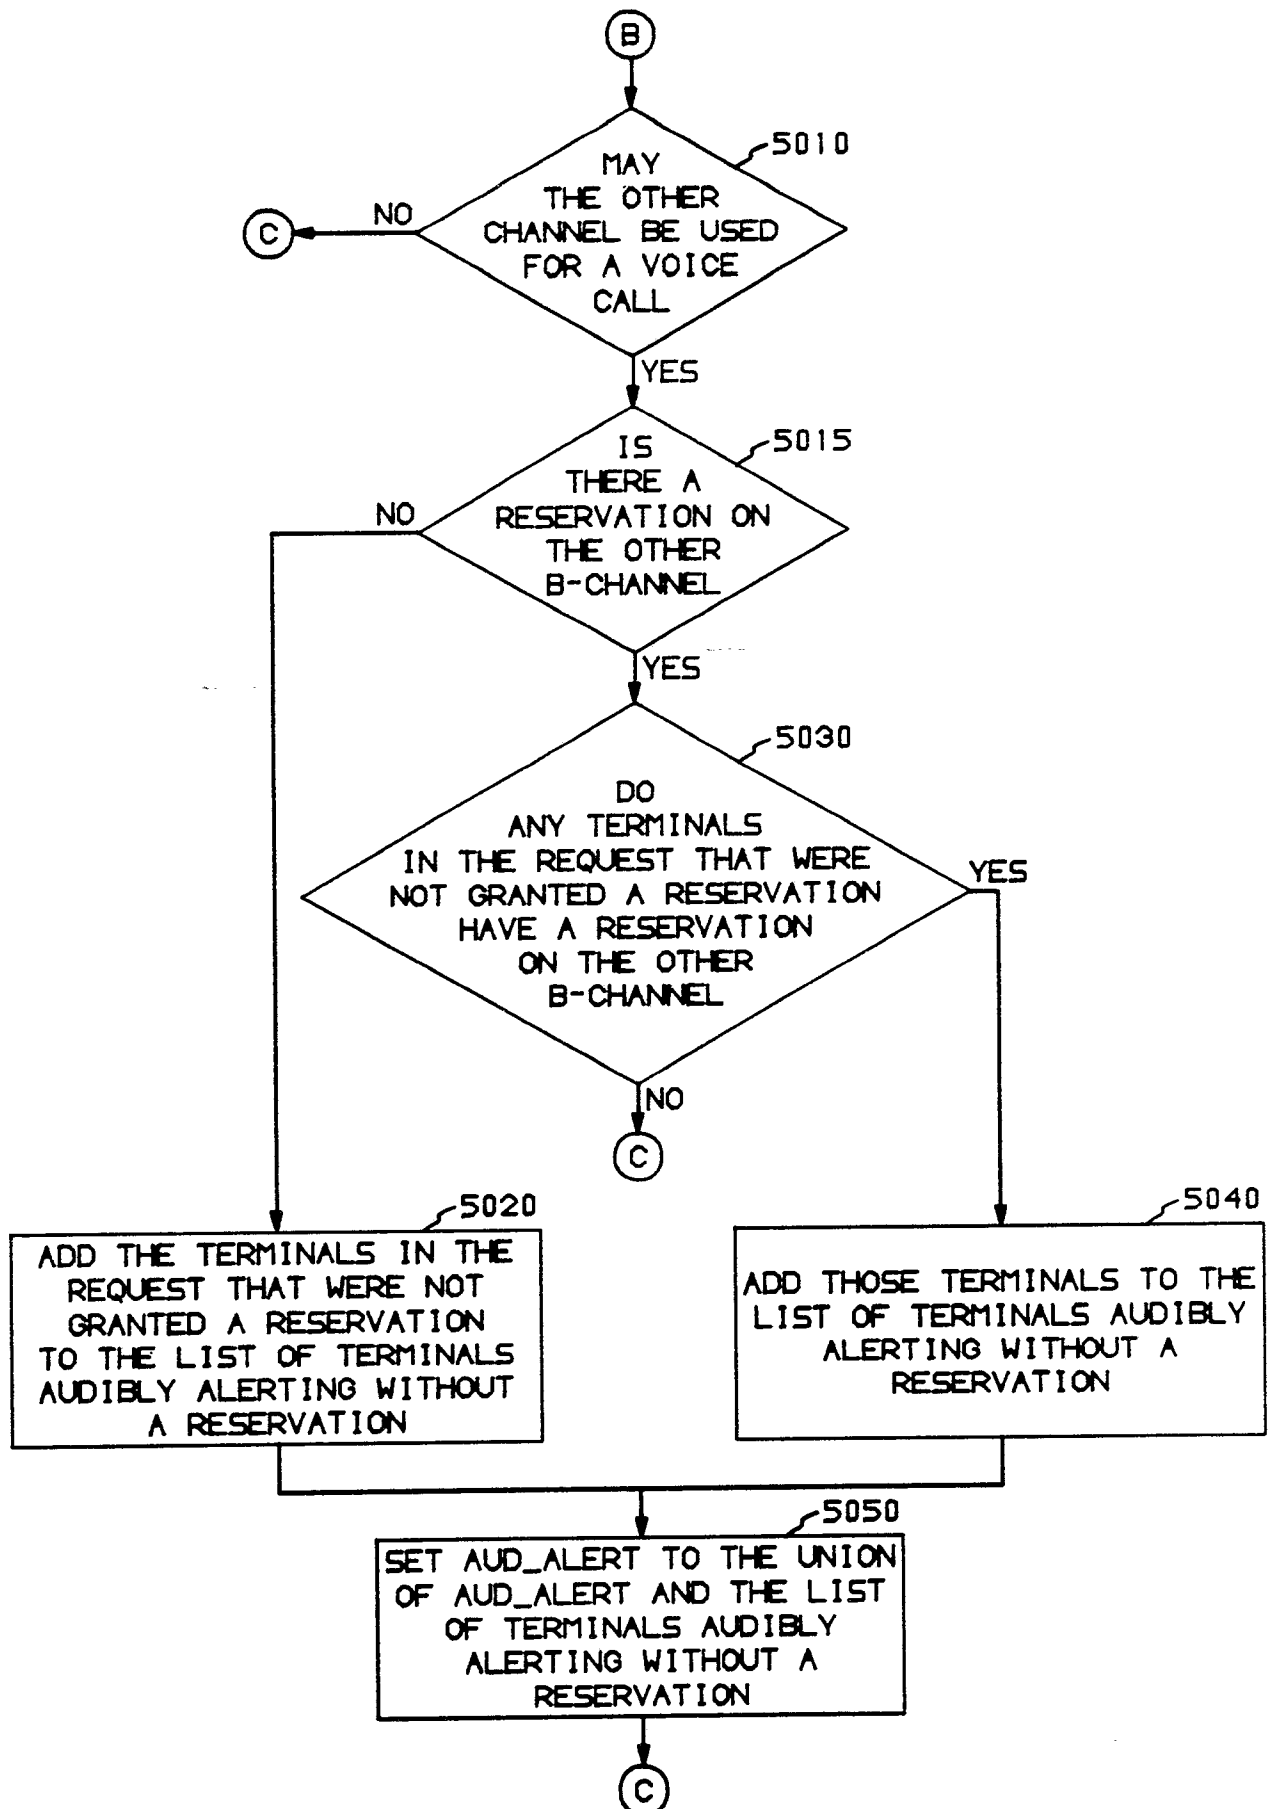 B
5010
MAY
THE OTHER
CHANNEL BE USED
FOR A VOICE
CALL
NO
C
YES
5015
IS
THERE A
RESERVATION ON
THE OTHER
B-CHANNEL
NO
YES
5030
DO
ANY TERMINALS
IN THE REQUEST THAT WERE
NOT GRANTED A RESERVATION
HAVE A RESERVATION
ON THE OTHER
B-CHANNEL
YES
NO
C
5020
ADD THE TERMINALS IN THE
REQUEST THAT WERE NOT
GRANTED A RESERVATION
TO THE LIST OF TERMINALS
AUDIBLY ALERTING WITHOUT
A RESERVATION
5040
ADD THOSE TERMINALS TO THE
LIST OF TERMINALS AUDIBLY
ALERTING WITHOUT A
RESERVATION
5050
SET AUD_ALERT TO THE UNION
OF AUD_ALERT AND THE LIST
OF TERMINALS AUDIBLY
ALERTING WITHOUT A
RESERVATION
C